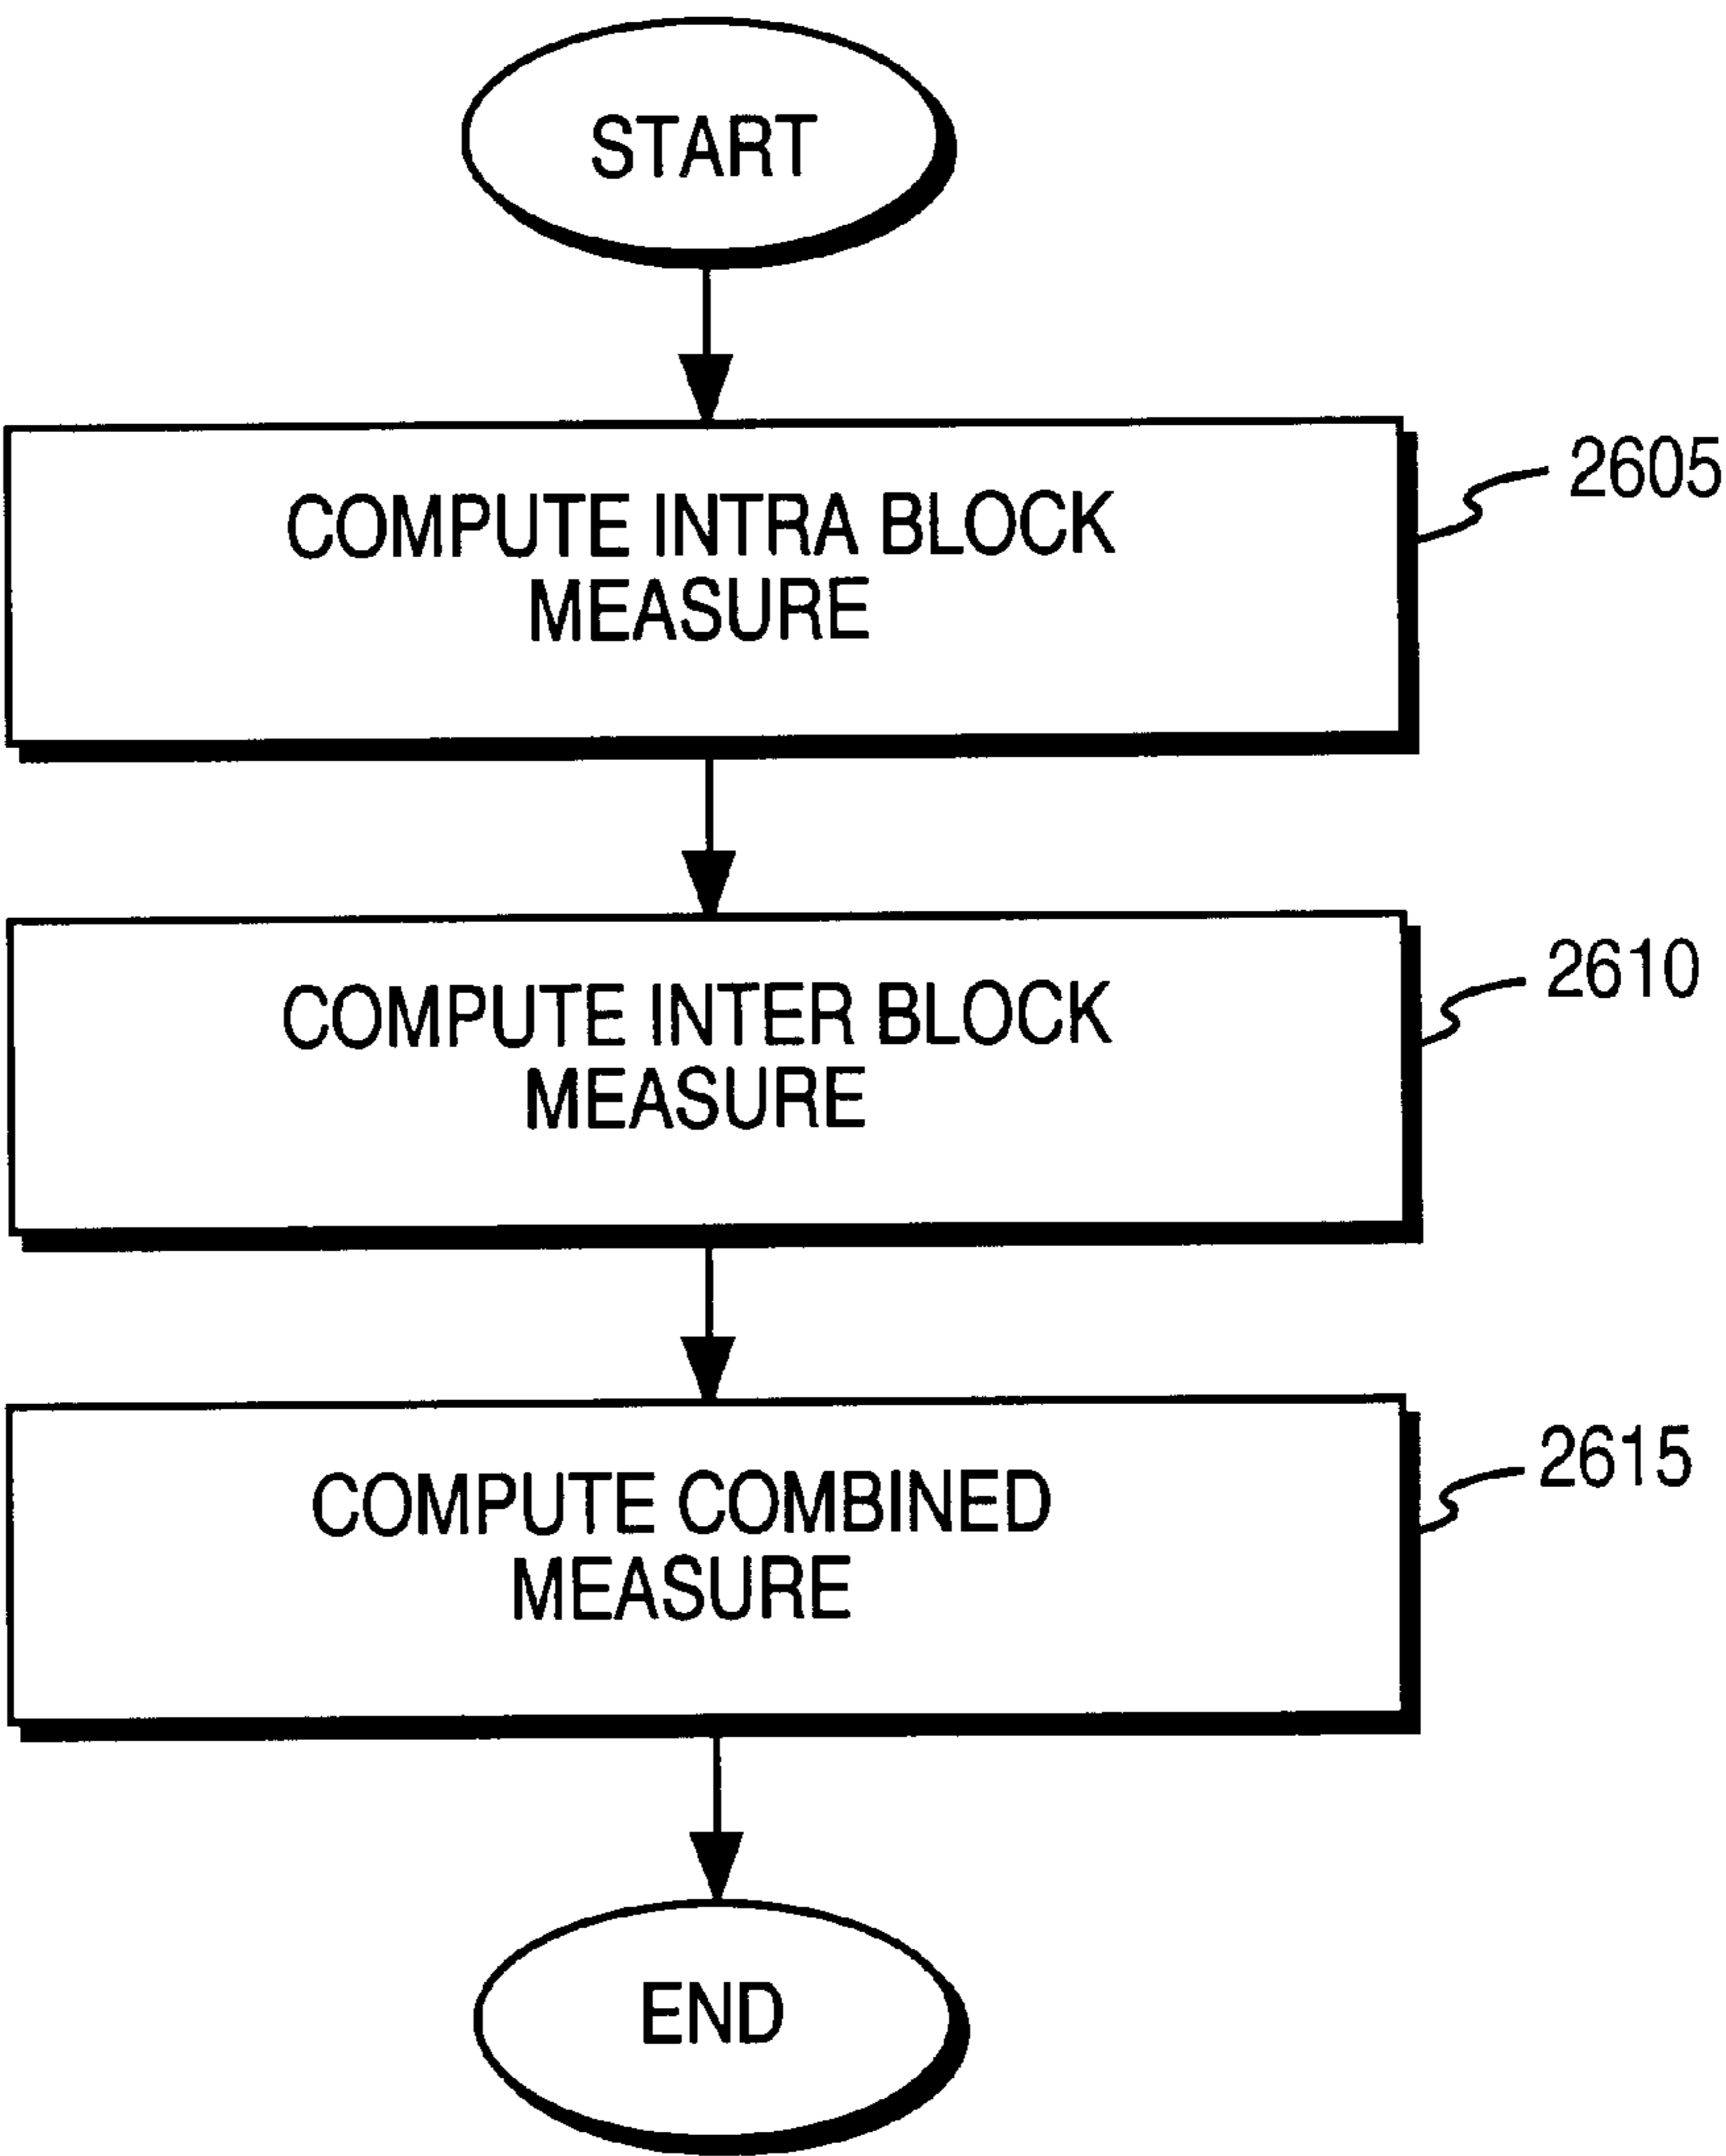 START
COMPUTE INTRA BLOCK
MEASURE
2605
COMPUTE INTER BLOCK
MEASURE
2610
COMPUTE COMBINED
MEASURE
2615
END